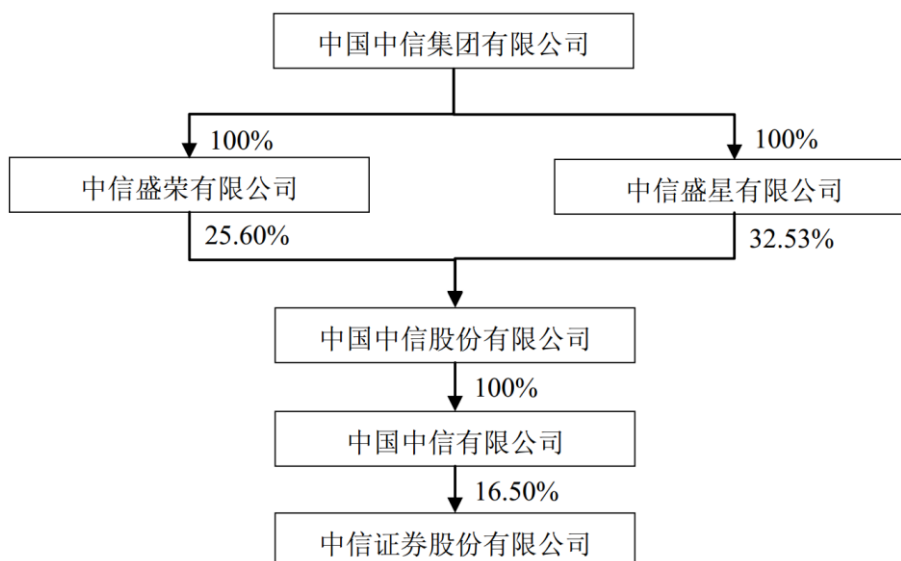 中国中信集团有限公司
100%
100%
中信盛荣有限公司
中信盛星有限公司
25.60%
32.53%
中国中信股份有限公司
100%
中国中信有限公司
16.50%
中信证券股份有限公司